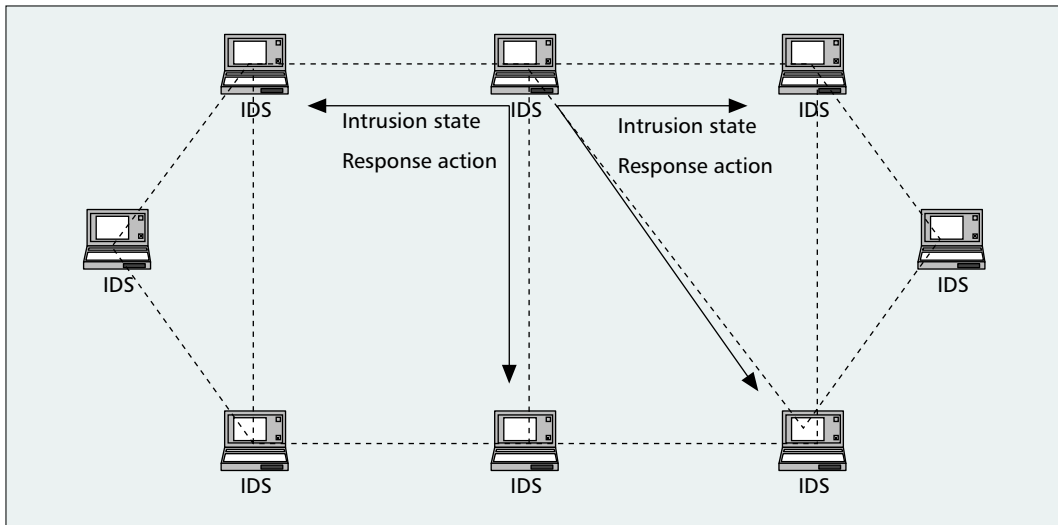 IDS
IDS
IDS
Intrusion state
Response action
Intrusion state
Response action
IDS
IDS
IDS
IDS
IDS